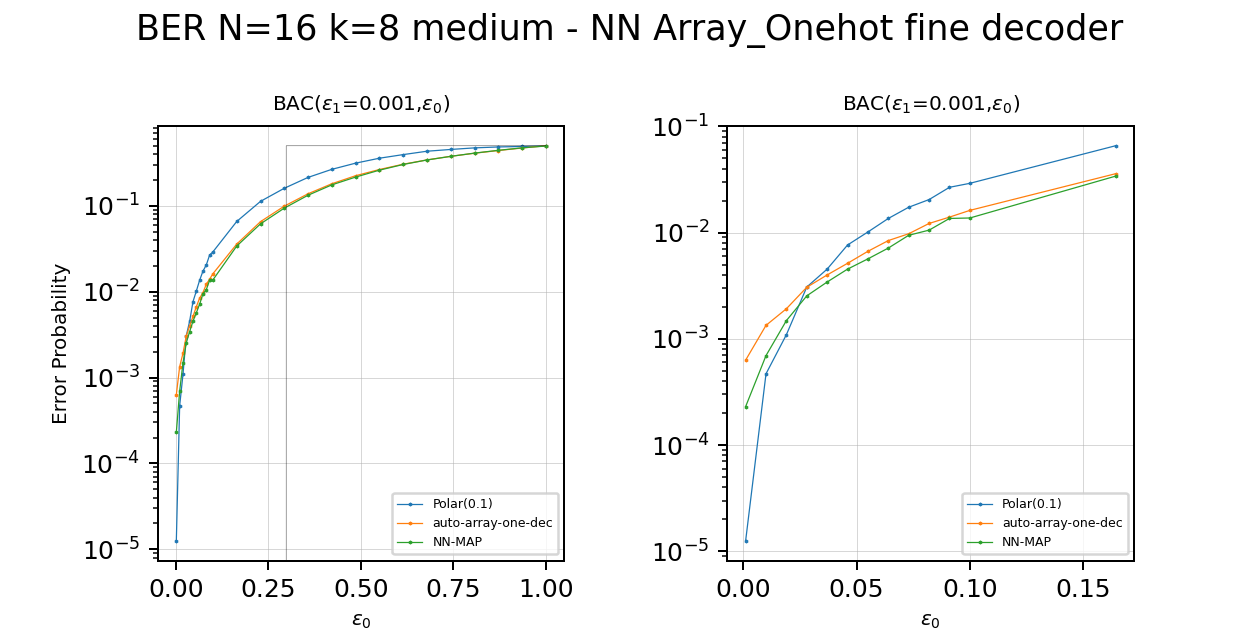 BER N=16 k=8 medium - NN Array_Onehot fine decoder
BAC(ε₁=0.001,ε₀)
Error Probability
10⁻¹
10⁻²
10⁻³
10⁻⁴
10⁻⁵
0.00 0.25 0.50 0.75 1.00
ε₀
Polar(0.1)
auto-array-one-dec
NN-MAP
BAC(ε₁=0.001,ε₀)
10⁻¹
10⁻²
10⁻³
10⁻⁴
10⁻⁵
0.00 0.05 0.10 0.15
ε₀
Polar(0.1)
auto-array-one-dec
NN-MAP